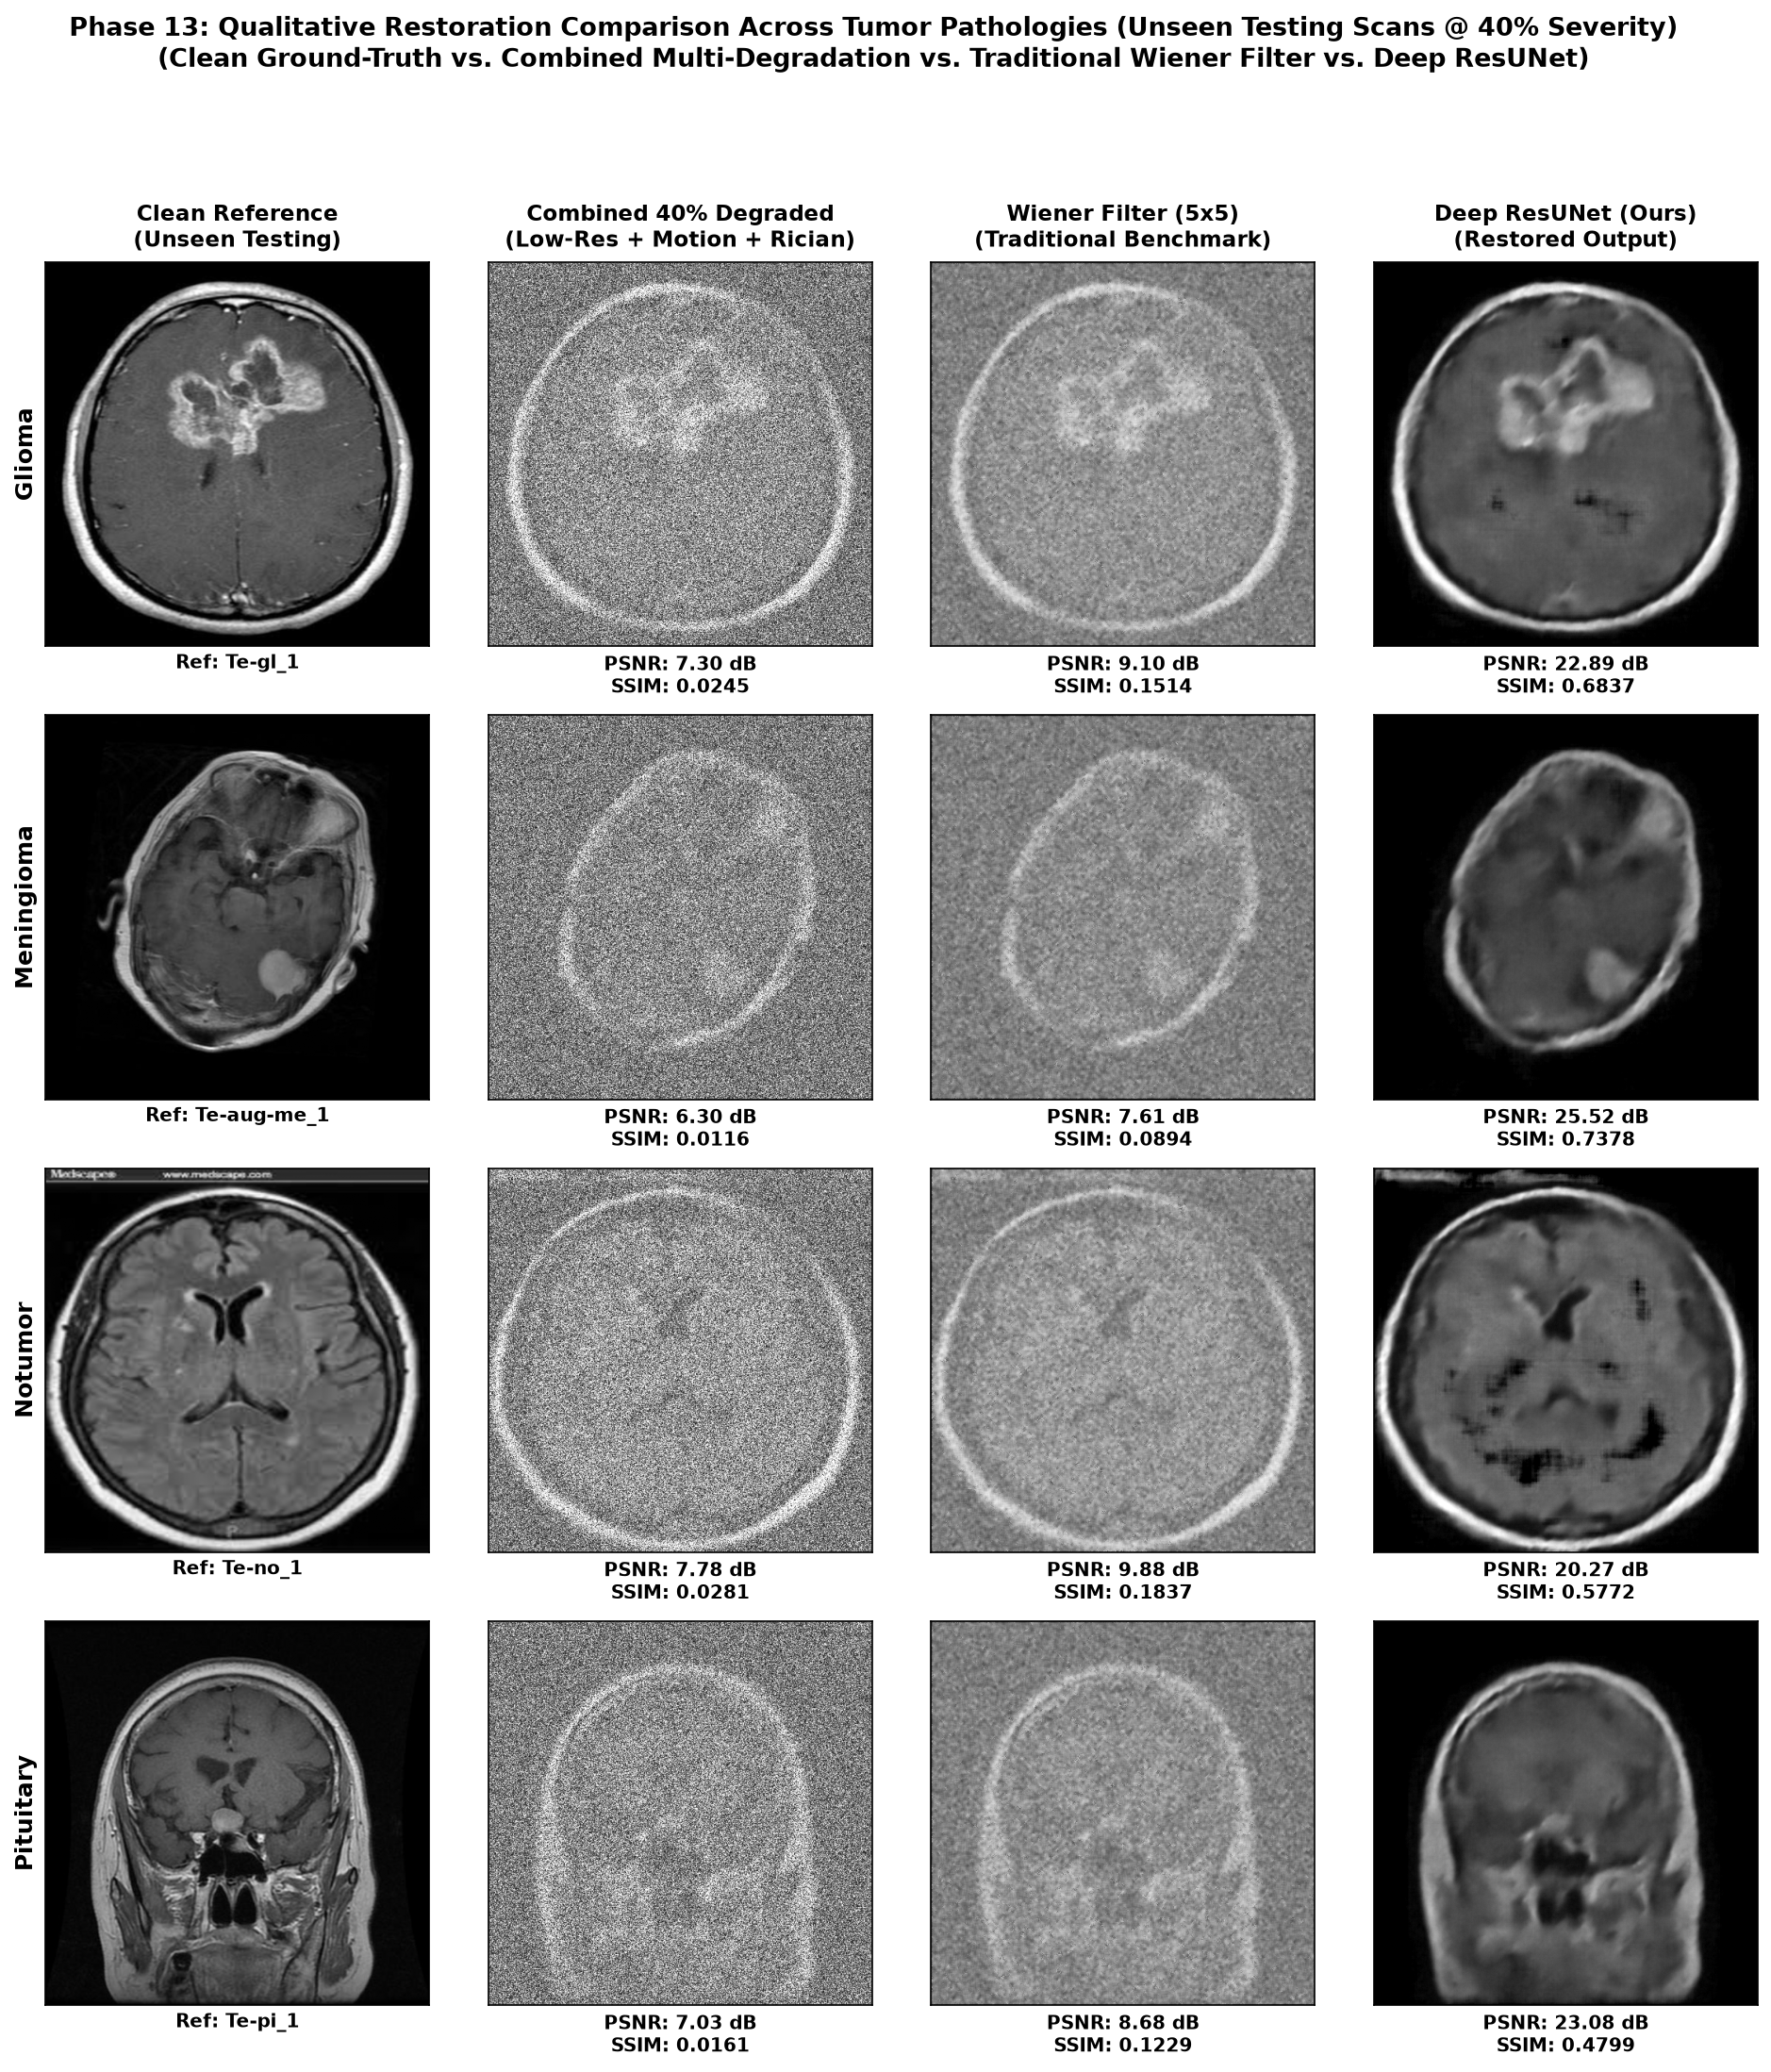 Phase 13: Qualitative Restoration Comparison Across Tumor Pathologies (Unseen Testing Scans @ 40% Severity)
(Clean Ground-Truth vs. Combined Multi-Degradation vs. Traditional Wiener Filter vs. Deep ResUNet)
Clean Reference
(Unseen Testing)
Combined 40% Degraded
(Low-Res + Motion + Rician)
Wiener Filter (5x5)
(Traditional Benchmark)
Deep ResUNet (Ours)
(Restored Output)
Glioma
Ref: Te-gl_1
PSNR: 7.30 dB
SSIM: 0.0245
PSNR: 9.10 dB
SSIM: 0.1514
PSNR: 22.89 dB
SSIM: 0.6837
Meningioma
Ref: Te-aug-me_1
PSNR: 6.30 dB
SSIM: 0.0116
PSNR: 7.61 dB
SSIM: 0.0894
PSNR: 25.52 dB
SSIM: 0.7378
Notumor
Medscape® www.medscape.com
P
Ref: Te-no_1
PSNR: 7.78 dB
SSIM: 0.0281
PSNR: 9.88 dB
SSIM: 0.1837
PSNR: 20.27 dB
SSIM: 0.5772
Pituitary
Ref: Te-pi_1
PSNR: 7.03 dB
SSIM: 0.0161
PSNR: 8.68 dB
SSIM: 0.1229
PSNR: 23.08 dB
SSIM: 0.4799